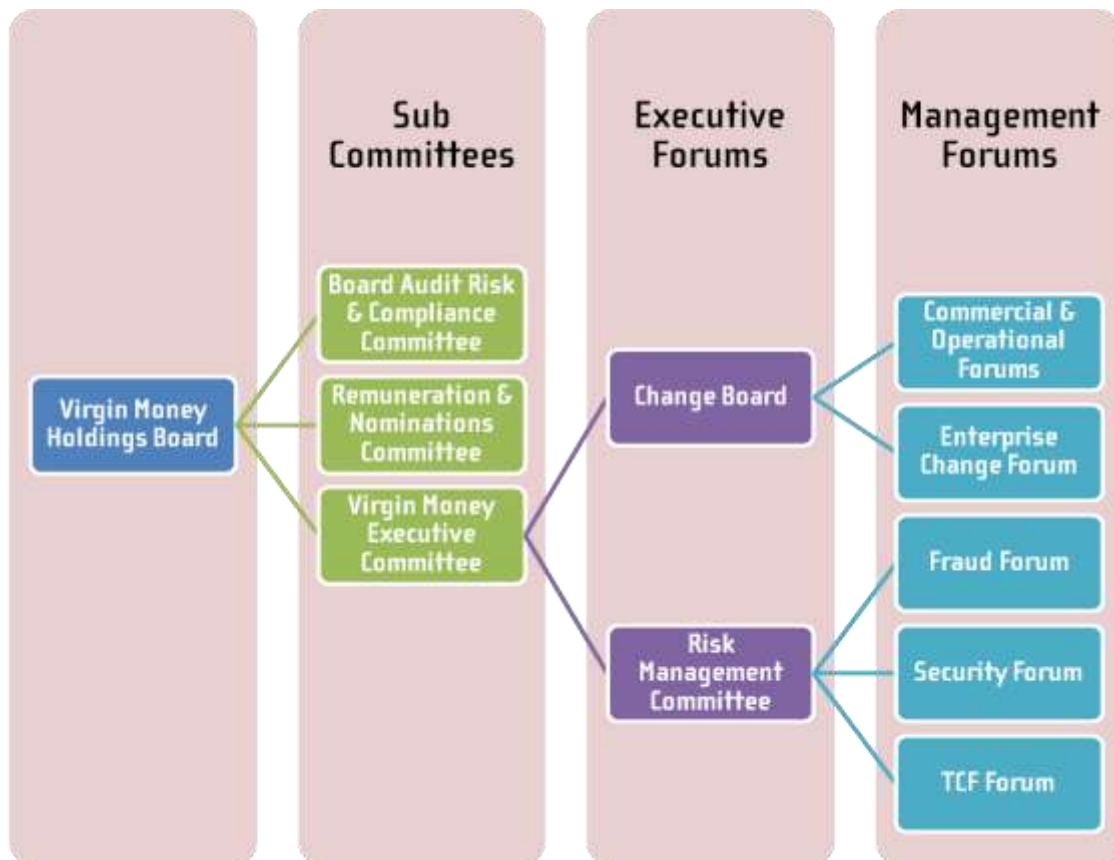 Sub
Committees
Executive
Forums
Management
Forums
Virgin Money
Holdings Board
Board Audit Risk
& Compliance
Committee
Remuneration &
Nominations
Committee
Virgin Money
Executive
Committee
Change Board
Risk
Management
Committee
Commercial &
Operational
Forums
Enterprise
Change Forum
Fraud Forum
Security Forum
TCF Forum